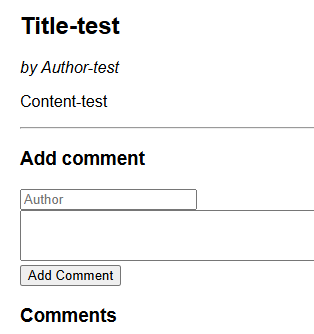 Title-test
by Author-test
Content-test
Add comment
Author
Add Comment
Comments